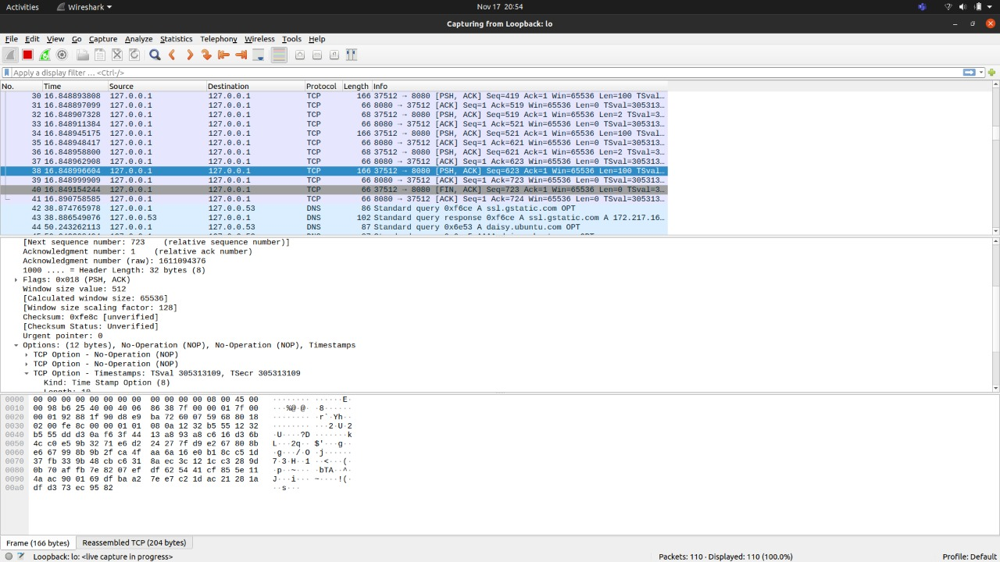 Activities Wireshark Nov 17 20:54
Capturing from Loopback: lo
File Edit View Go Capture Analyze Statistics Telephony Wireless Tools Help
Apply a display filter … <Ctrl-/>
No. Time Source Destination Protocol Length Info
30 16.848893808 127.0.0.1 127.0.0.1 TCP 166 37512 → 8080 [PSH, ACK] Seq=419 Ack=1 Win=65536 Len=100 TSval…
31 16.848897099 127.0.0.1 127.0.0.1 TCP 66 8080 → 37512 [ACK] Seq=1 Ack=519 Win=65536 Len=0 TSval=305313…
32 16.848907328 127.0.0.1 127.0.0.1 TCP 68 37512 → 8080 [PSH, ACK] Seq=519 Ack=1 Win=65536 Len=2 TSval=3…
33 16.848911384 127.0.0.1 127.0.0.1 TCP 66 8080 → 37512 [ACK] Seq=1 Ack=521 Win=65536 Len=0 TSval=305313…
34 16.848945175 127.0.0.1 127.0.0.1 TCP 166 37512 → 8080 [PSH, ACK] Seq=521 Ack=1 Win=65536 Len=100 TSval…
35 16.848948417 127.0.0.1 127.0.0.1 TCP 66 8080 → 37512 [ACK] Seq=1 Ack=621 Win=65536 Len=0 TSval=305313…
36 16.848958800 127.0.0.1 127.0.0.1 TCP 68 37512 → 8080 [PSH, ACK] Seq=621 Ack=1 Win=65536 Len=2 TSval=3…
37 16.848962908 127.0.0.1 127.0.0.1 TCP 66 8080 → 37512 [ACK] Seq=1 Ack=623 Win=65536 Len=0 TSval=305313…
38 16.848996604 127.0.0.1 127.0.0.1 TCP 166 37512 → 8080 [PSH, ACK] Seq=623 Ack=1 Win=65536 Len=100 TSval…
39 16.848999909 127.0.0.1 127.0.0.1 TCP 66 8080 → 37512 [ACK] Seq=1 Ack=723 Win=65536 Len=0 TSval=305313…
40 16.849154244 127.0.0.1 127.0.0.1 TCP 66 37512 → 8080 [FIN, ACK] Seq=723 Ack=1 Win=65536 Len=0 TSval=3…
41 16.890758585 127.0.0.1 127.0.0.1 TCP 66 8080 → 37512 [ACK] Seq=1 Ack=724 Win=65536 Len=0 TSval=305313…
42 38.874765978 127.0.0.1 127.0.0.53 DNS 86 Standard query 0xf6ce A ssl.gstatic.com OPT
43 38.886549076 127.0.0.53 127.0.0.1 DNS 102 Standard query response 0xf6ce A ssl.gstatic.com A 172.217.16…
44 50.243262113 127.0.0.1 127.0.0.53 DNS 87 Standard query 0x6e53 A daisy.ubuntu.com OPT
[Next sequence number: 723 (relative sequence number)]
Acknowledgment number: 1 (relative ack number)
Acknowledgment number (raw): 1611094376
1000 .... = Header Length: 32 bytes (8)
Flags: 0x018 (PSH, ACK)
Window size value: 512
[Calculated window size: 65536]
[Window size scaling factor: 128]
Checksum: 0xfe8c [unverified]
[Checksum Status: Unverified]
Urgent pointer: 0
Options: (12 bytes), No-Operation (NOP), No-Operation (NOP), Timestamps
TCP Option - No-Operation (NOP)
TCP Option - No-Operation (NOP)
TCP Option - Timestamps: TSval 305313109, TSecr 305313109
Kind: Time Stamp Option (8)
Length: 10
0000 00 00 00 00 00 00 00 00 00 00 00 00 08 00 45 00 ········ ······E·
0010 00 98 b6 25 40 00 40 06 86 38 7f 00 00 01 7f 00 ···%@·@· ·8······
0020 00 01 92 88 1f 90 d8 e9 ba 72 60 07 59 68 80 18 ········ ·r`·Yh··
0030 02 00 fe 8c 00 00 01 01 08 0a 12 32 b5 55 12 32 ········ ···2·U·2
0040 b5 55 dd d3 0a f6 3f 44 13 a8 93 a8 c6 16 d3 6b ·U····?D ·······k
0050 4c c0 e5 9b 32 71 e6 d2 24 27 7f d9 e2 67 80 8b L···2q·· $'···g··
0060 e6 67 99 8b 9b 2f ca 4f aa 6a 16 e0 b1 8c c5 1d ·g···/·O ·j······
0070 37 fb 33 9b 48 cb c6 31 8a ec 3c 12 1c c3 28 9d 7·3·H··1 ··<···(·
0080 0b 70 af fb 7e 82 07 ef df 62 54 41 cf 85 5e 11 ·p··~··· ·bTA··^·
0090 4a ac 90 01 69 df ba a2 7e e7 c2 1d ac 21 28 1a J···i··· ~····!(·
00a0 df d3 73 ec 95 82 ··s···
Frame (166 bytes) Reassembled TCP (204 bytes)
Loopback: lo: <live capture in progress> Packets: 110 · Displayed: 110 (100.0%) Profile: Default